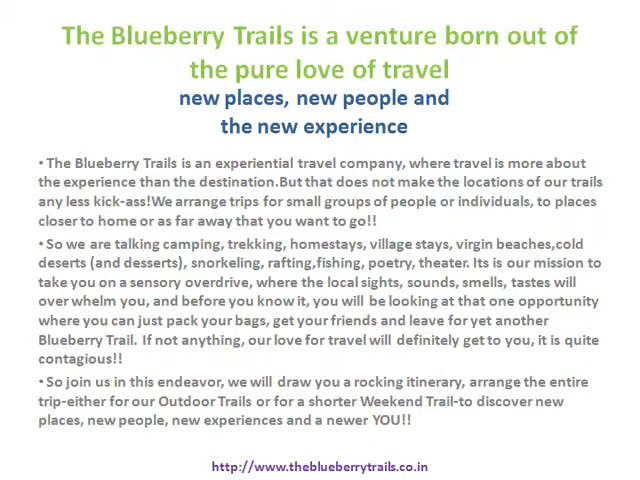 The Blueberry Trails is a venture born out of
the pure love of travel
new places, new people and
the new experience
• The Blueberry Trails is an experiential travel company, where travel is more about
the experience than the destination.But that does not make the locations of our trails
any less kick-ass!We arrange trips for small groups of people or individuals, to places
closer to home or as far away that you want to go!!
• So we are talking camping, trekking, homestays, village stays, virgin beaches,cold
deserts (and desserts), snorkeling, rafting,fishing, poetry, theater. Its is our mission to
take you on a sensory overdrive, where the local sights, sounds, smells, tastes will
over whelm you, and before you know it, you will be looking at that one opportunity
where you can just pack your bags, get your friends and leave for yet another
Blueberry Trail. If not anything, our love for travel will definitely get to you, it is quite
contagious!!
• So join us in this endeavor, we will draw you a rocking itinerary, arrange the entire
trip-either for our Outdoor Trails or for a shorter Weekend Trail-to discover new
places, new people, new experiences and a newer YOU!!
http://www.theblueberrytrails.co.in